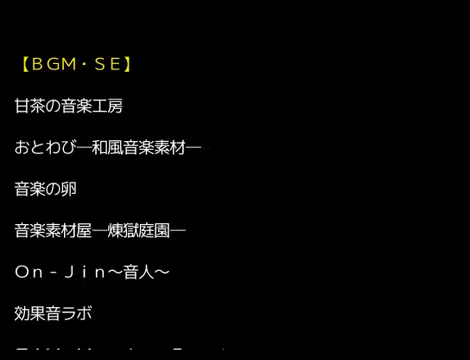 【ＢＧＭ・ＳＥ】
甘茶の音楽工房
おとわび―和風音楽素材―
音楽の卵
音楽素材屋―煉獄庭園―
Ｏｎ－Ｊｉｎ～音人～
効果音ラボ